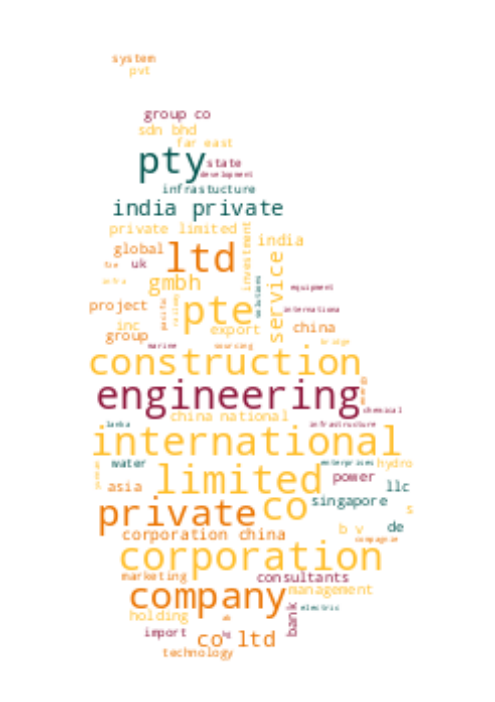 system
pvt
group co
sdn bhd
far east
pty state
development
infrastucture
india private
private limited
investment
global ltd india
uk
gmbh service
equipment
project pte internationa
inc export china
group
marine sourcing bridge
construction
engineering
chemical
china national
lanka infrastructure
international
water enterprises hydro
limited power
asia llc
private co singapore
s
b v de
corporation china
compagnie
corporation
marketing consultants
company management
holding electric
import co ltd bank
technology